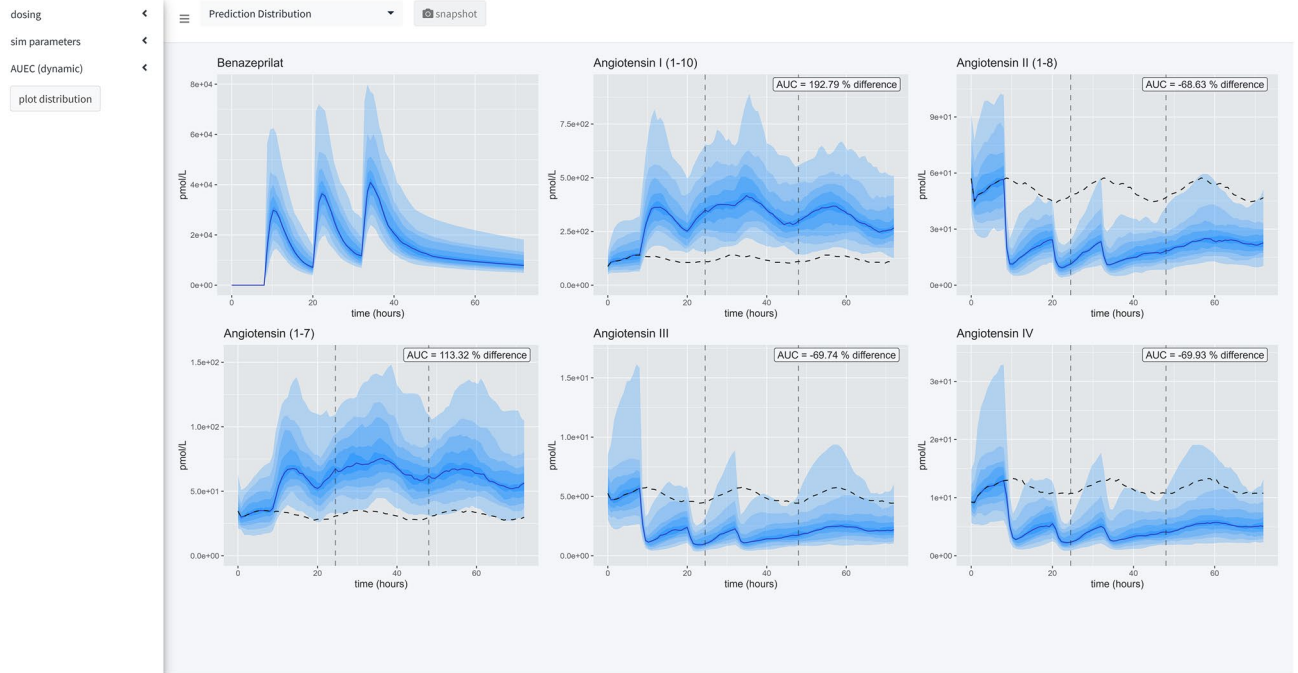 dosing
sim parameters
AUEC (dynamic)
plot distribution
Prediction Distribution
snapshot
Benazeprilat
8e+04
6e+04
4e+04
2e+04
0e+00
pmol/L
0 20 40 60
time (hours)
Angiotensin I (1-10)
AUC = 192.79 % difference
7.5e+02
5.0e+02
2.5e+02
0.0e+00
pmol/L
0 20 40 60
time (hours)
Angiotensin II (1-8)
AUC = -68.63 % difference
9e+01
6e+01
3e+01
0e+00
pmol/L
0 20 40 60
time (hours)
Angiotensin (1-7)
AUC = 113.32 % difference
1.5e+02
1.0e+02
5.0e+01
0.0e+00
pmol/L
0 20 40 60
time (hours)
Angiotensin III
AUC = -69.74 % difference
1.5e+01
1.0e+01
5.0e+00
0.0e+00
pmol/L
0 20 40 60
time (hours)
Angiotensin IV
AUC = -69.93 % difference
3e+01
2e+01
1e+01
0e+00
pmol/L
0 20 40 60
time (hours)